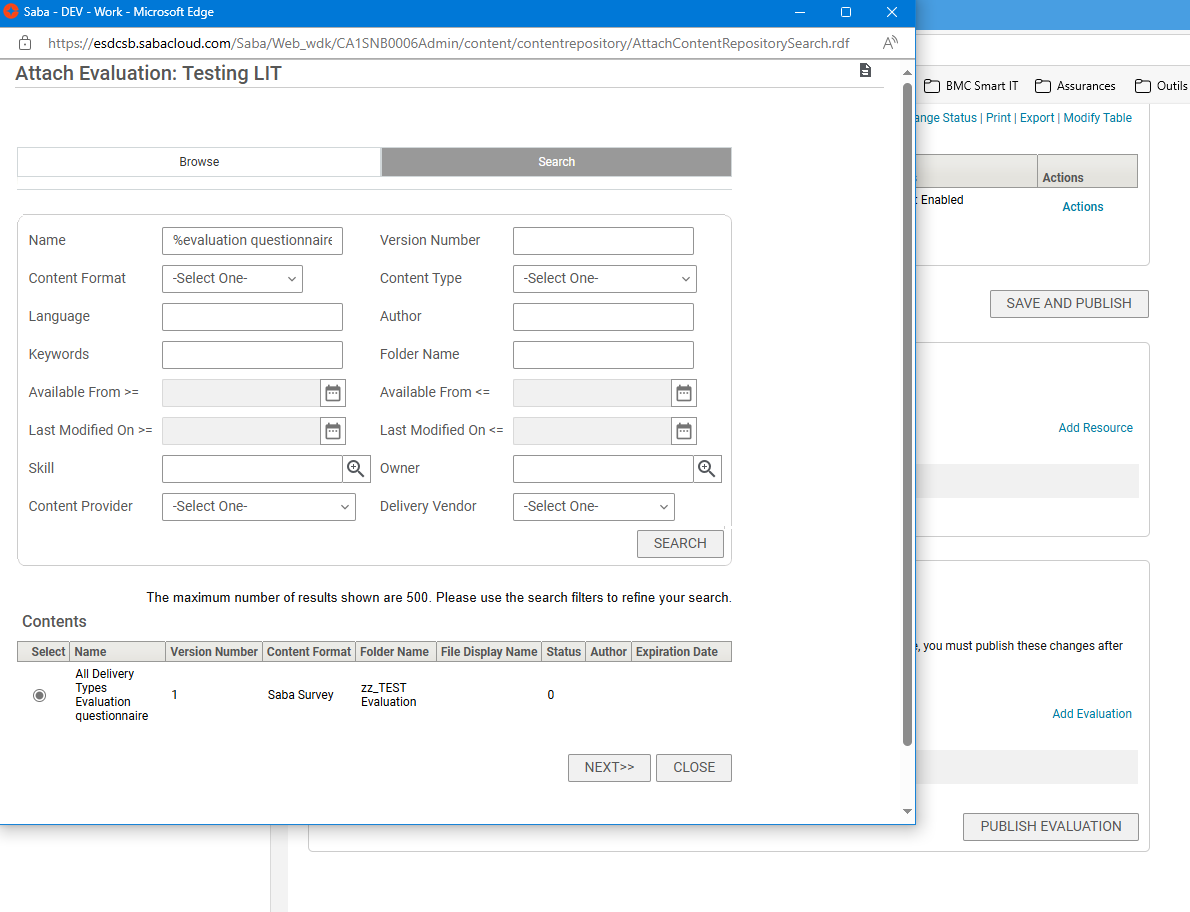 Saba - DEV - Work - Microsoft Edge
https://esdcsb.sabacloud.com/Saba/Web_wdk/CA1SNB0006Admin/content/contentrepository/AttachContentRepositorySearch.rdf
Attach Evaluation: Testing LIT
Browse Search
Name %evaluation questionnaire Version Number
Content Format -Select One- Content Type -Select One-
Language Author
Keywords Folder Name
Available From >= Available From <=
Last Modified On >= Last Modified On <=
Skill Owner
Content Provider -Select One- Delivery Vendor -Select One-
SEARCH
The maximum number of results shown are 500. Please use the search filters to refine your search.
Contents
Select Name Version Number Content Format Folder Name File Display Name Status Author Expiration Date
All Delivery
Types
Evaluation
questionnaire
1
Saba Survey
zz_TEST
Evaluation
0
NEXT>> CLOSE
BMC Smart IT Assurances Outils
ange Status | Print | Export | Modify Table
Actions
: Enabled
Actions
SAVE AND PUBLISH
Add Resource
, you must publish these changes after
Add Evaluation
PUBLISH EVALUATION